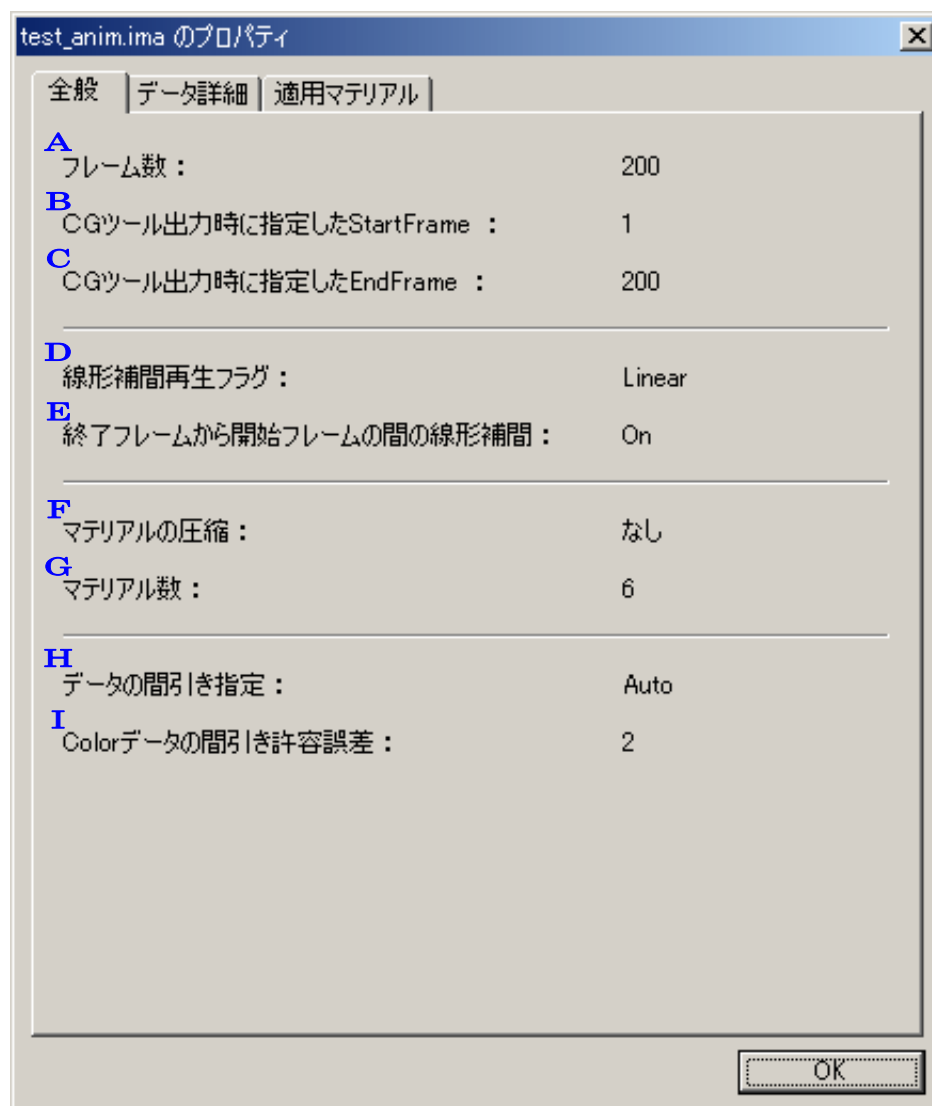 test_anim.ima のプロパティ
全般 データ詳細 適用マテリアル
A
フレーム数： 200
B
CGツール出力時に指定したStartFrame ： 1
C
CGツール出力時に指定したEndFrame ： 200
D
線形補間再生フラグ： Linear
E
終了フレームから開始フレームの間の線形補間： On
F
マテリアルの圧縮： なし
G
マテリアル数： 6
H
データの間引き指定： Auto
I
Colorデータの間引き許容誤差： 2
OK